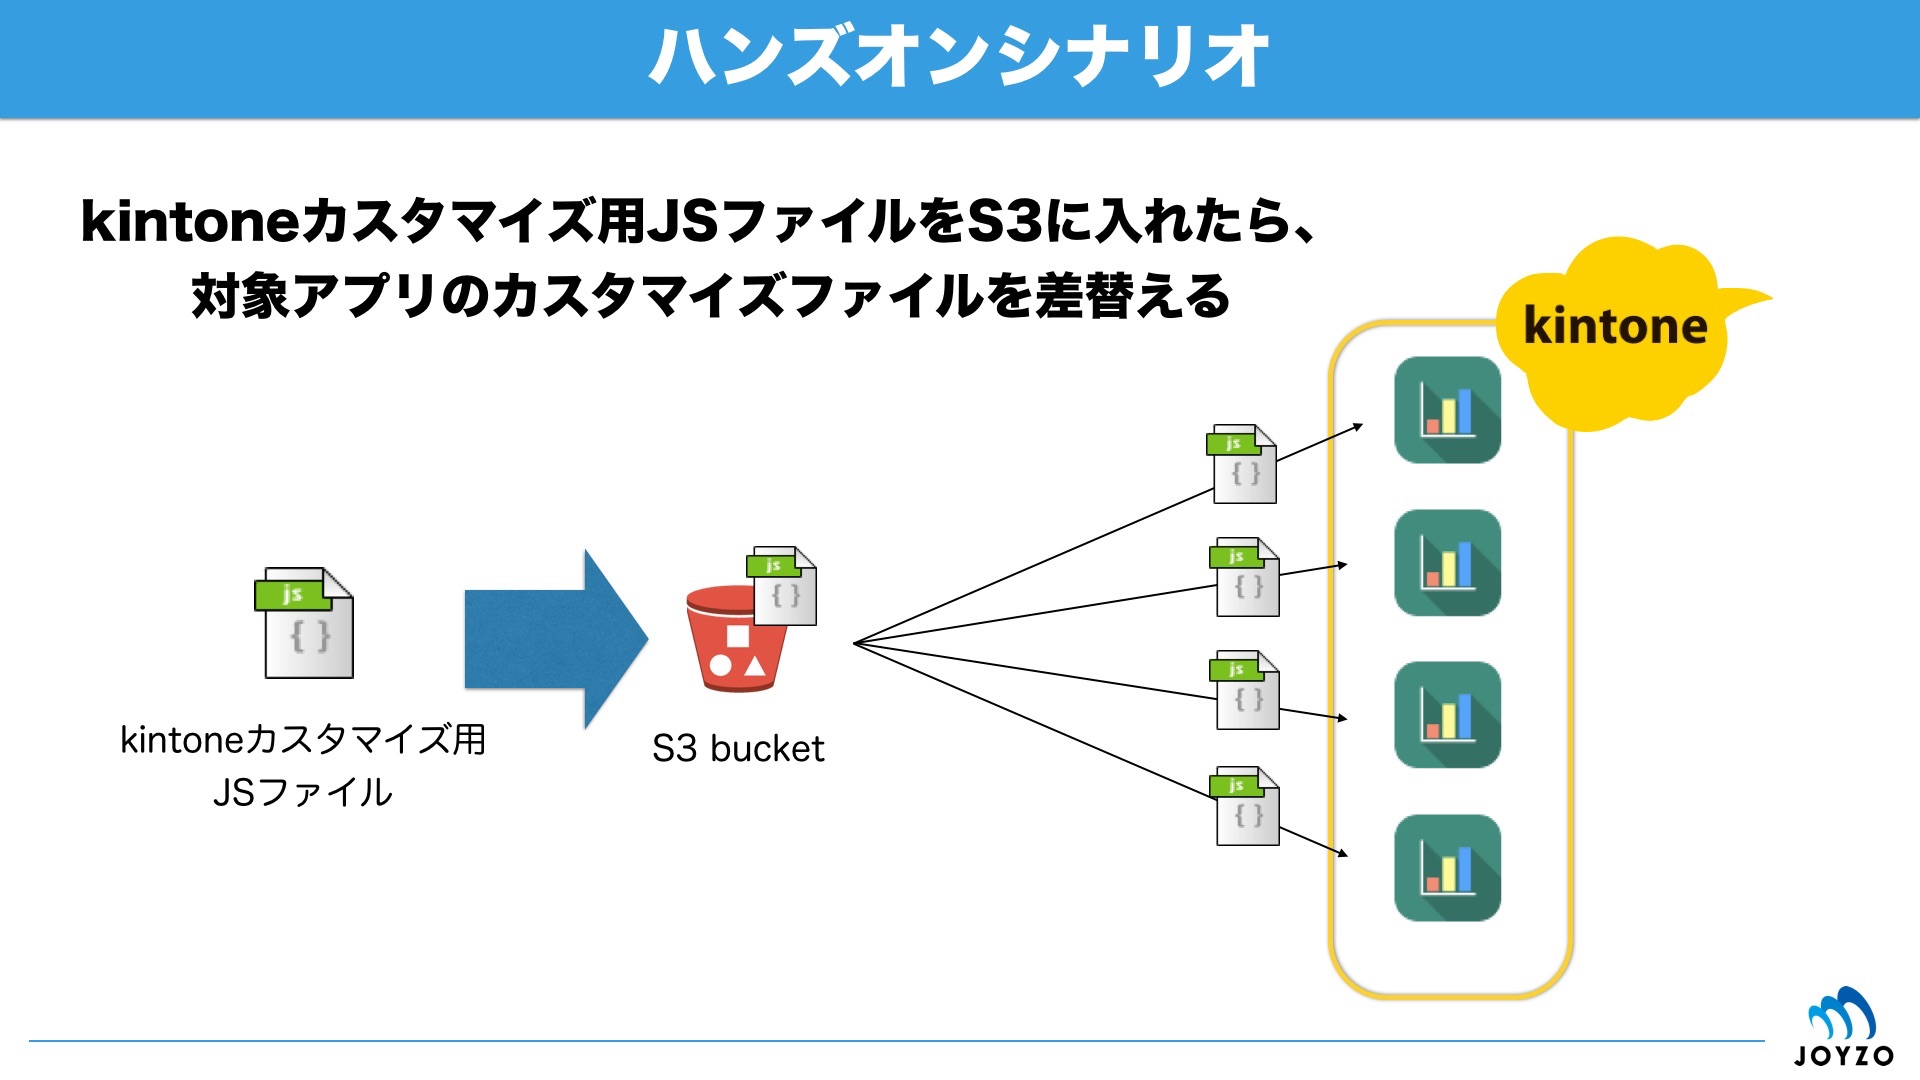 ハンズオンシナリオ
kintoneカスタマイズ用JSファイルをS3に入れたら、
対象アプリのカスタマイズファイルを差替える
kintone
js
{ }
js
{ }
js
{ }
js
{ }
js
{ }
js
{ }
kintoneカスタマイズ用
JSファイル
S3 bucket
JOYZO